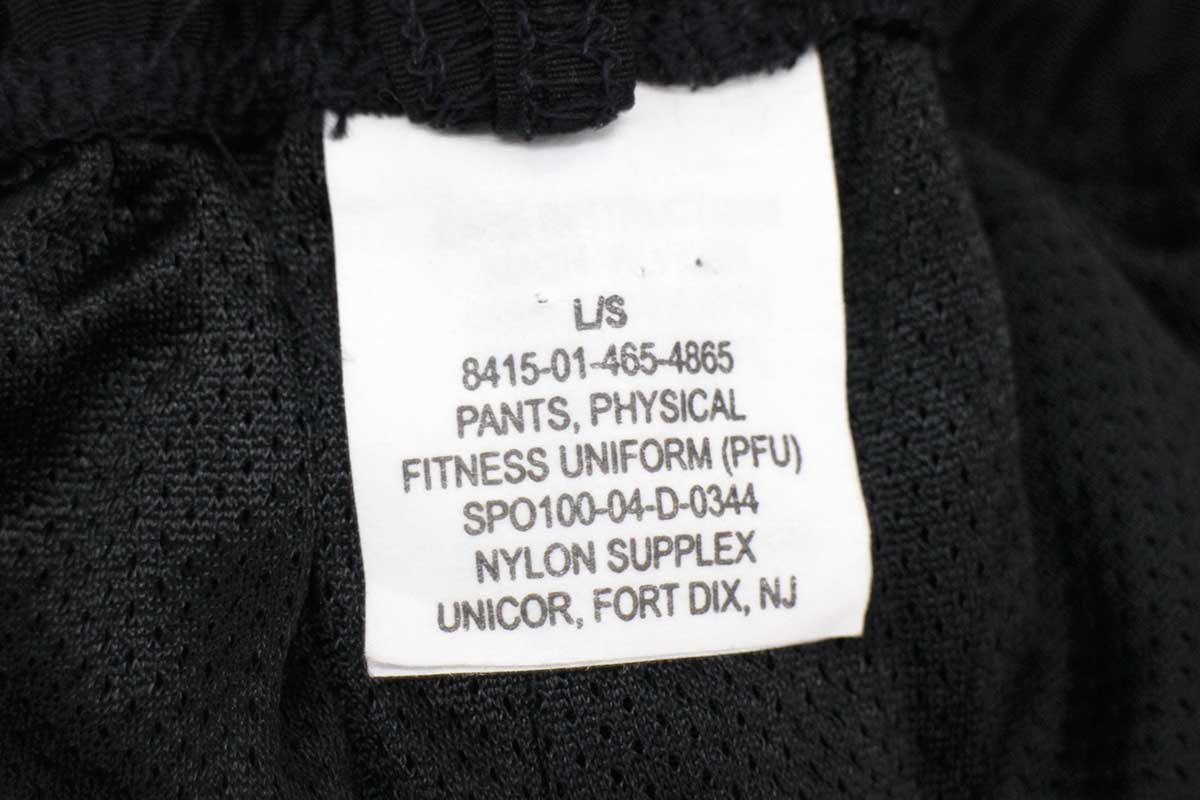 L/S
8415-01-465-4865
PANTS, PHYSICAL
FITNESS UNIFORM (PFU)
SPO100-04-D-0344
NYLON SUPPLEX
UNICOR, FORT DIX, NJ